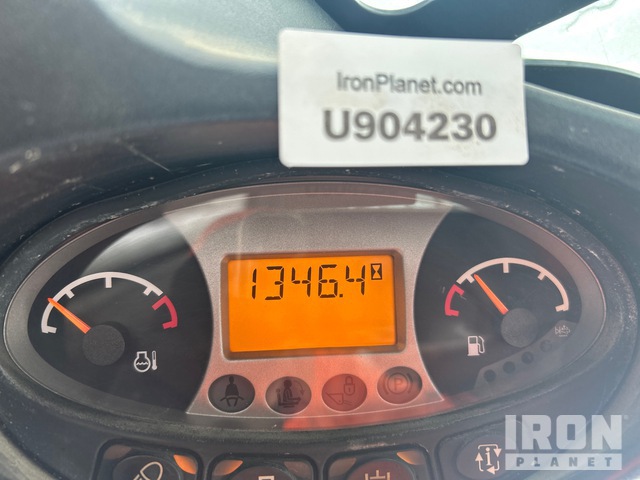 IronPlanet.com
U904230
1346.4
P
i
IRON
PLANET